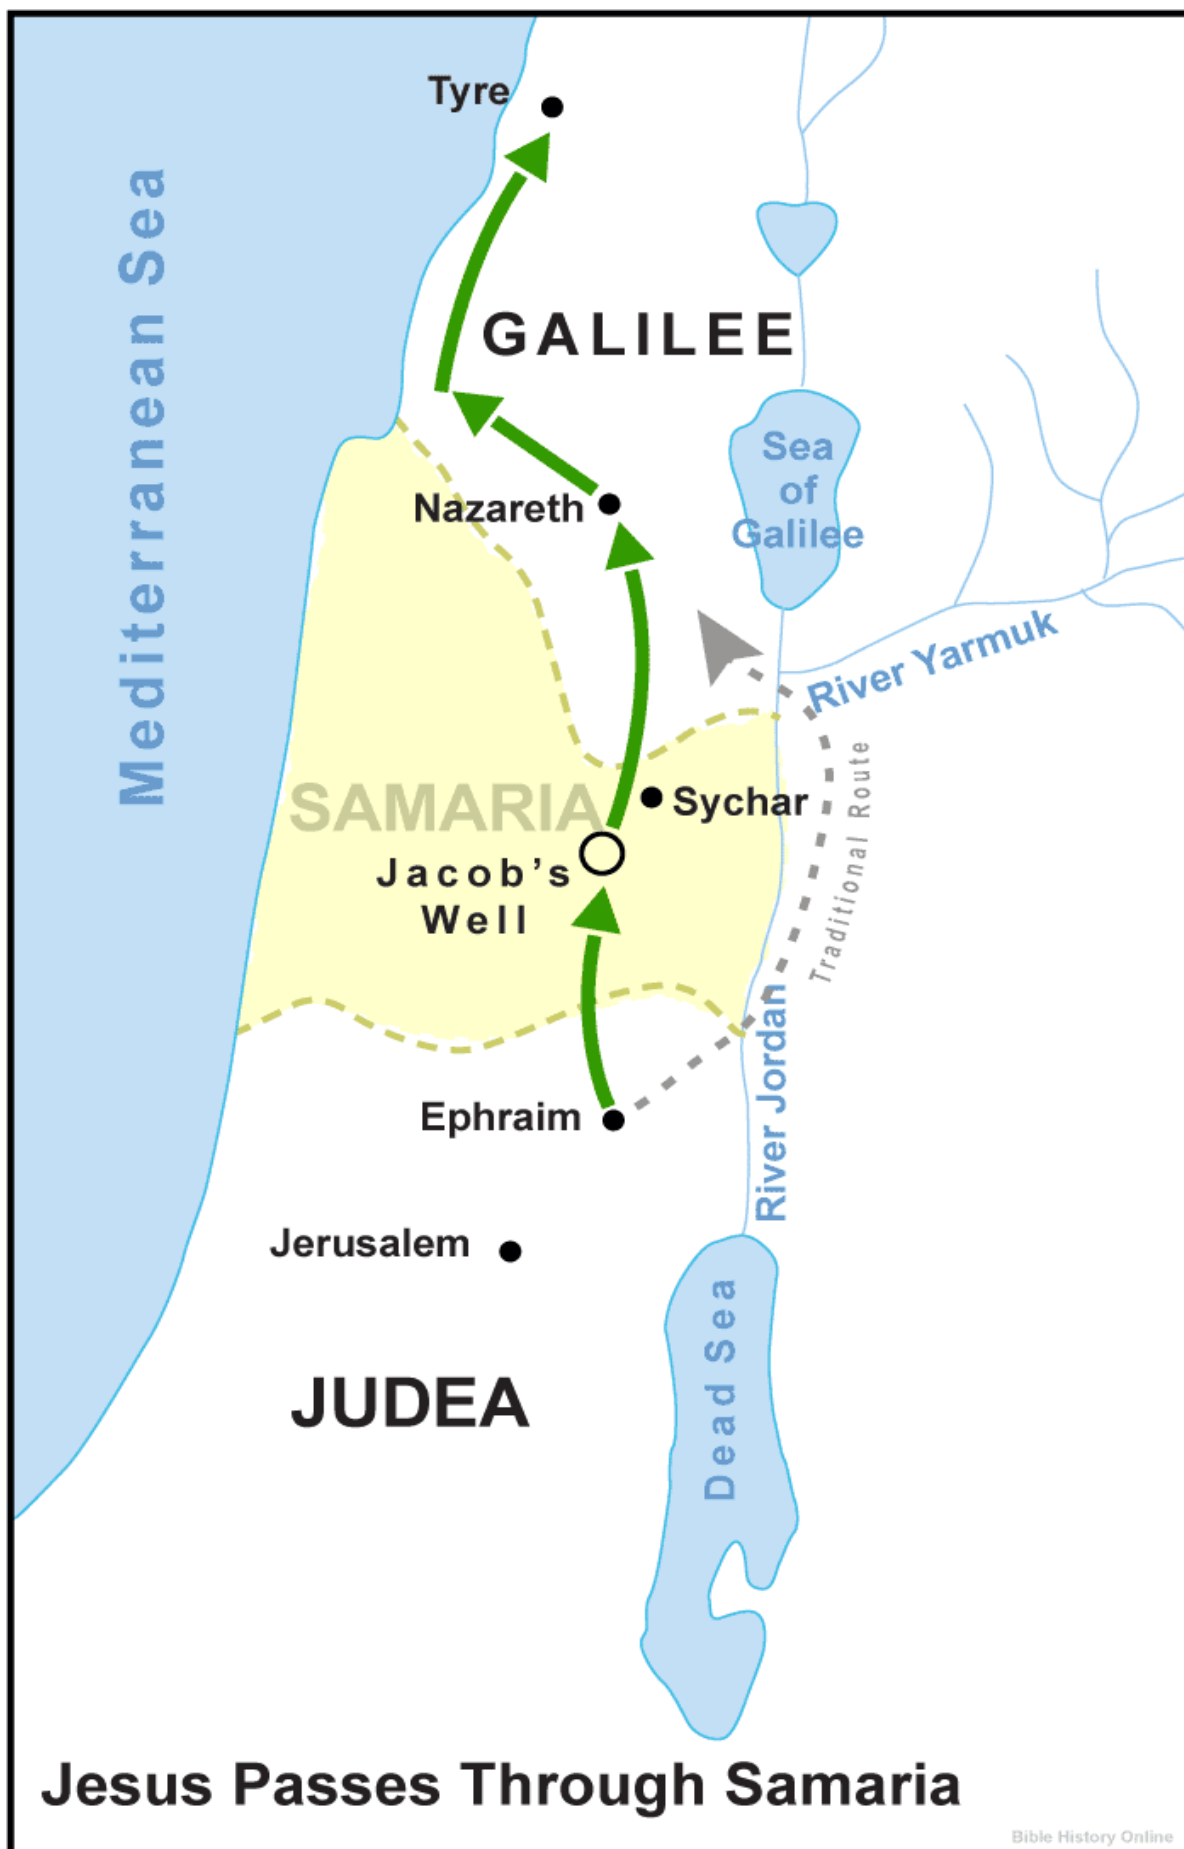 Tyre
Mediterranean Sea
GALILEE
Sea
of
Galilee
Nazareth
River Yarmuk
Traditional Route
SAMARIA
Sychar
Jacob's
Well
River Jordan
Ephraim
Jerusalem
Dead Sea
JUDEA
Jesus Passes Through Samaria
Bible History Online